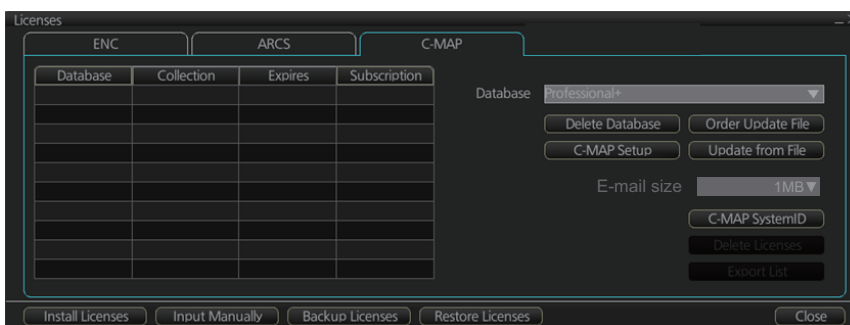 Licenses
ENC
ARCS
C-MAP
Database Collection Expires Subscription
Database Professional+
Delete Database Order Update File
C-MAP Setup Update from File
E-mail size 1MB
C-MAP SystemID
Delete Licenses
Export List
Install Licenses Input Manually Backup Licenses Restore Licenses Close